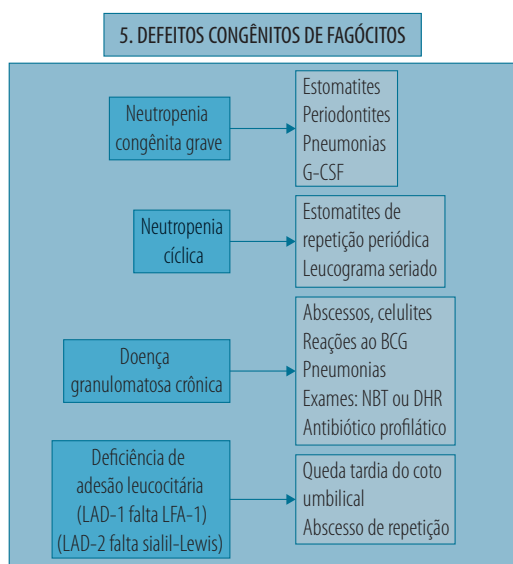 5. DEFEITOS CONGÊNITOS DE FAGÓCITOS
Neutropenia
congênita grave
Estomatites
Periodontites
Pneumonias
G-CSF
Neutropenia
cíclica
Estomatites de
repetição periódica
Leucograma seriado
Doença
granulomatosa crônica
Abscessos, celulites
Reações ao BCG
Pneumonias
Exames: NBT ou DHR
Antibiótico profilático
Deficiência de
adesão leucocitária
(LAD-1 falta LFA-1)
(LAD-2 falta sialil-Lewis)
Queda tardia do coto
umbilical
Abscesso de repetição